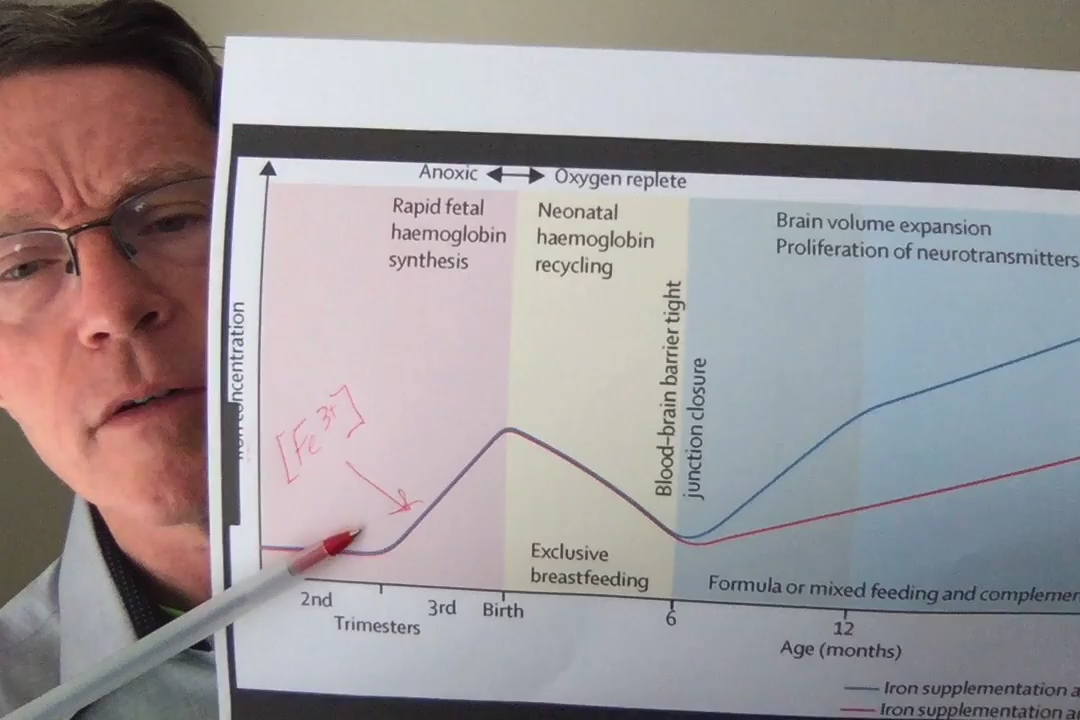 Anoxic Oxygen replete
Rapid fetal
haemoglobin
synthesis
Neonatal
haemoglobin
recycling
Brain volume expansion
Proliferation of neurotransmitters
concentration
[Fe3+]
Blood–brain barrier tight
junction closure
Exclusive
breastfeeding
Formula or mixed feeding and complemen
2nd
3rd
Birth
6
12
Trimesters
Age (months)
Iron supplementation a
Iron supplementation a